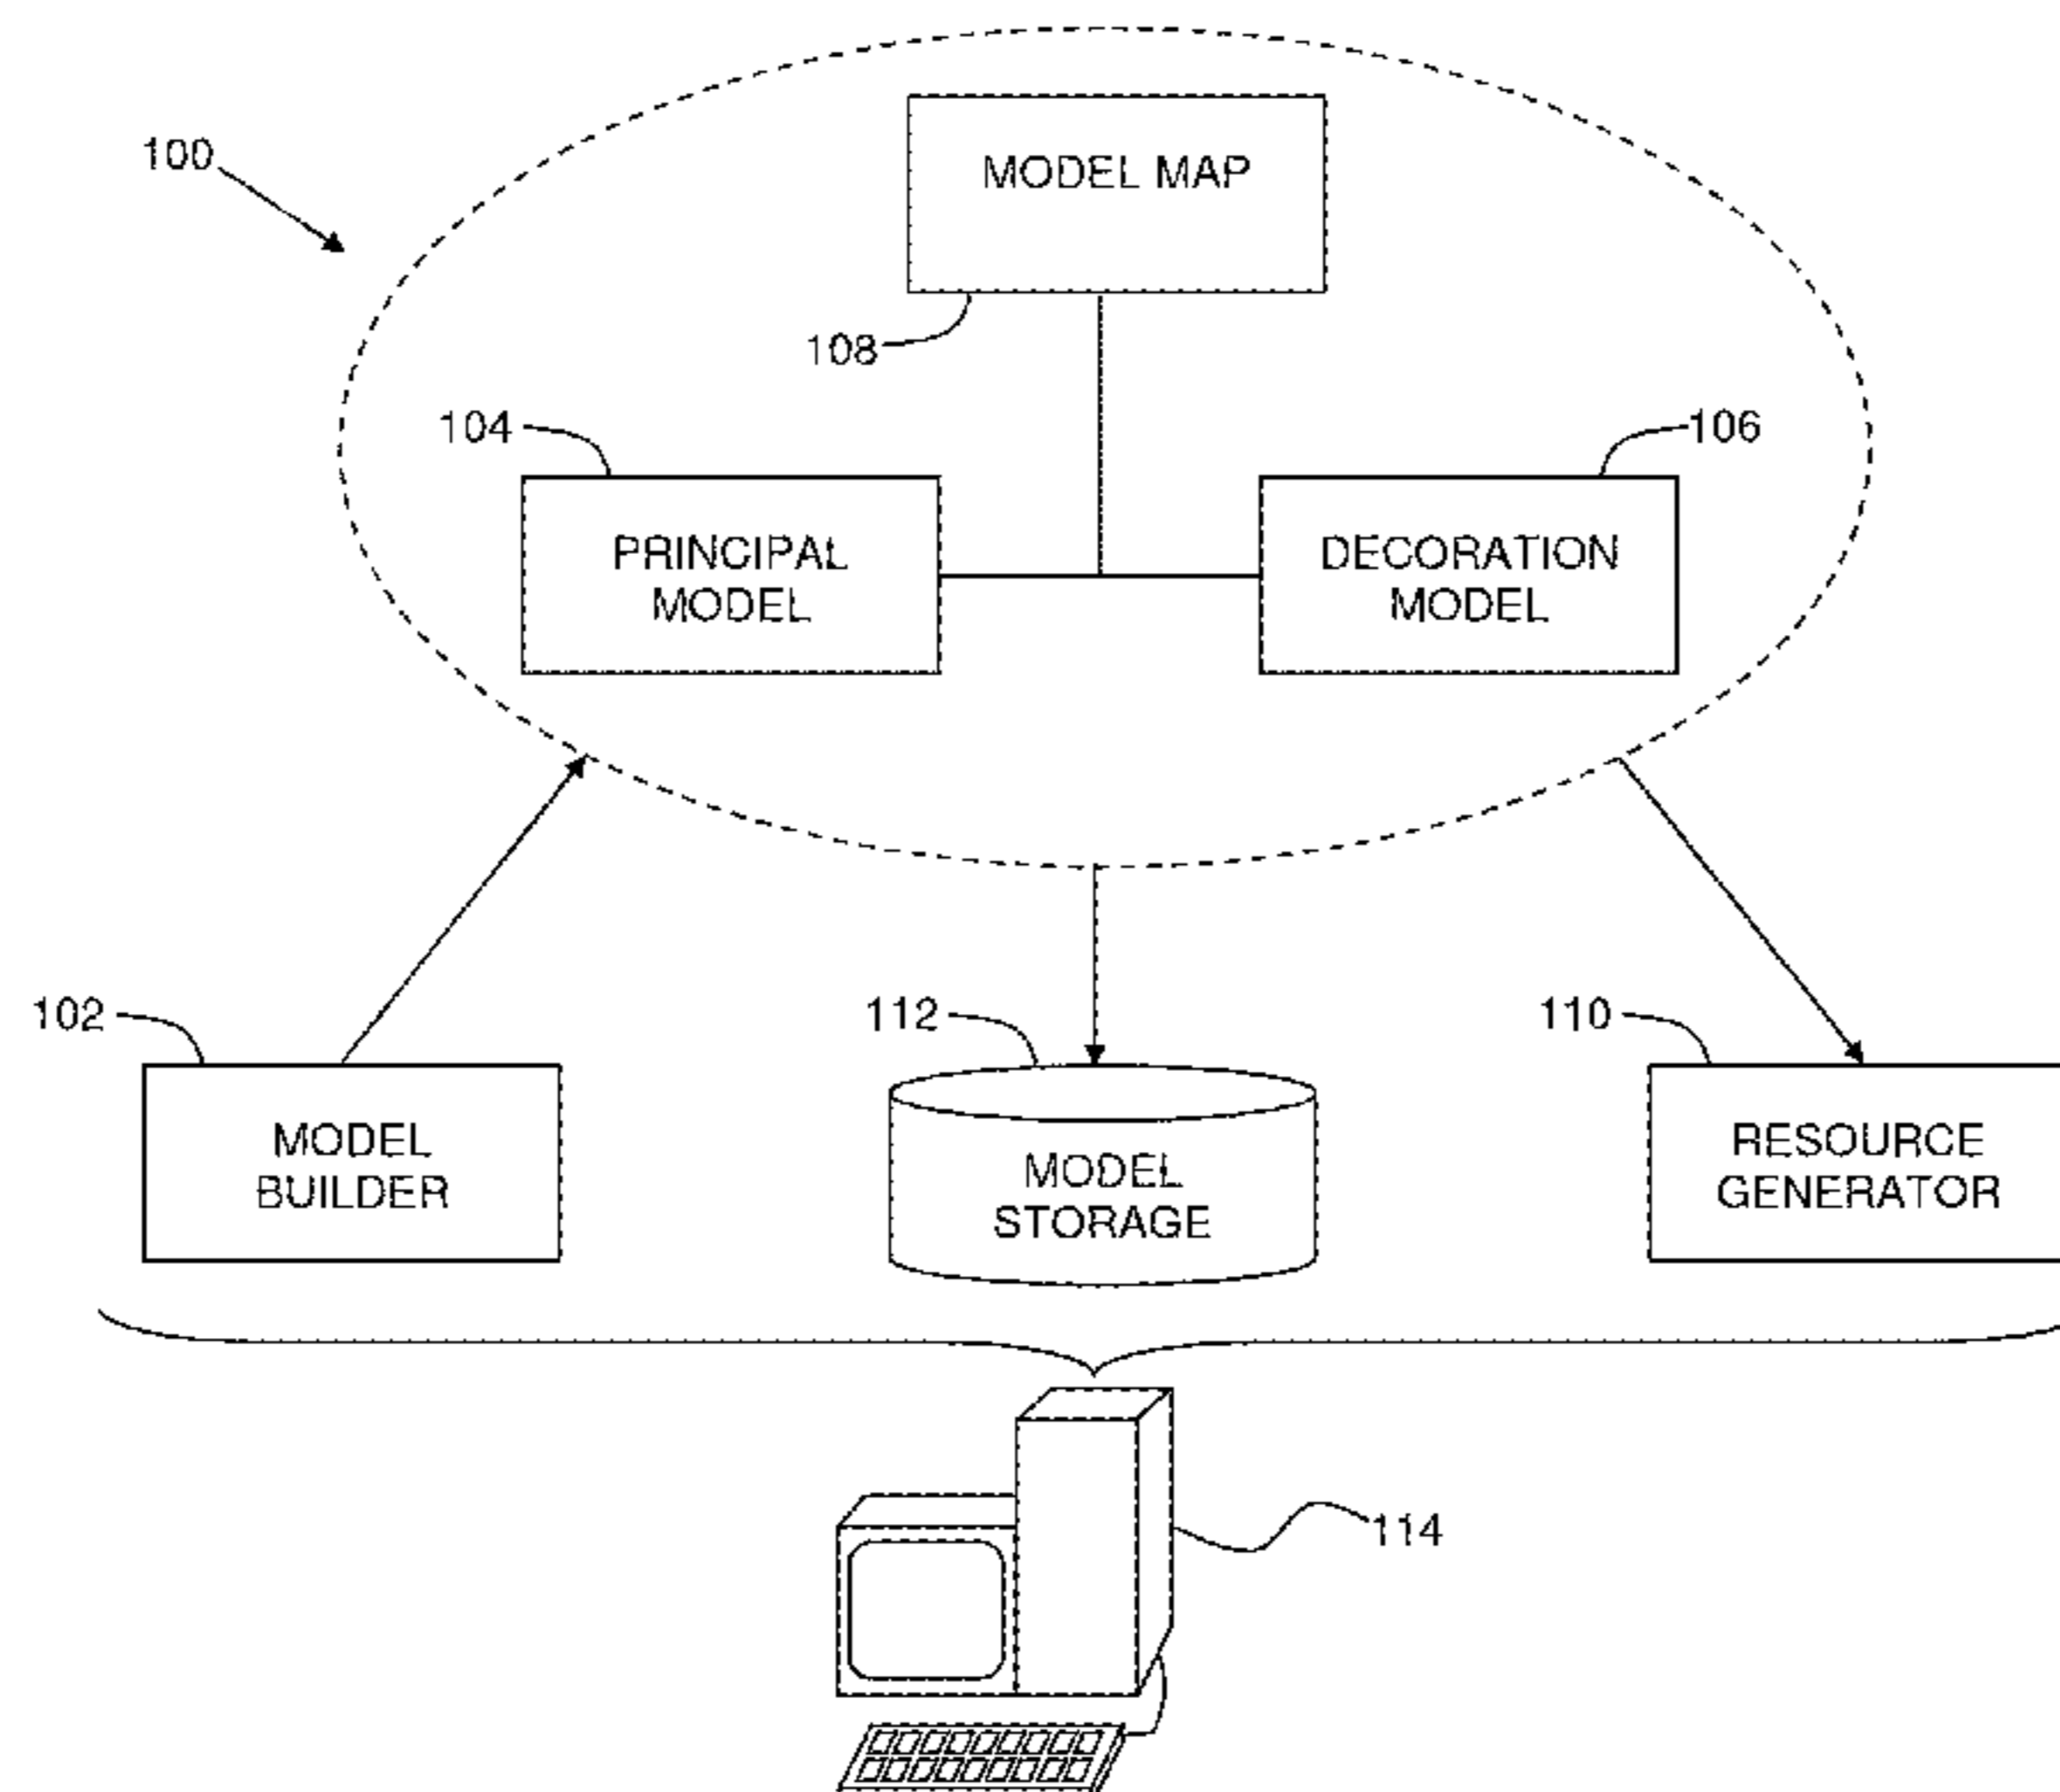 100
MODEL MAP
108
104
106
PRINCIPAL
MODEL
DECORATION
MODEL
102
112
110
MODEL
BUILDER
MODEL
STORAGE
RESOURCE
GENERATOR
114